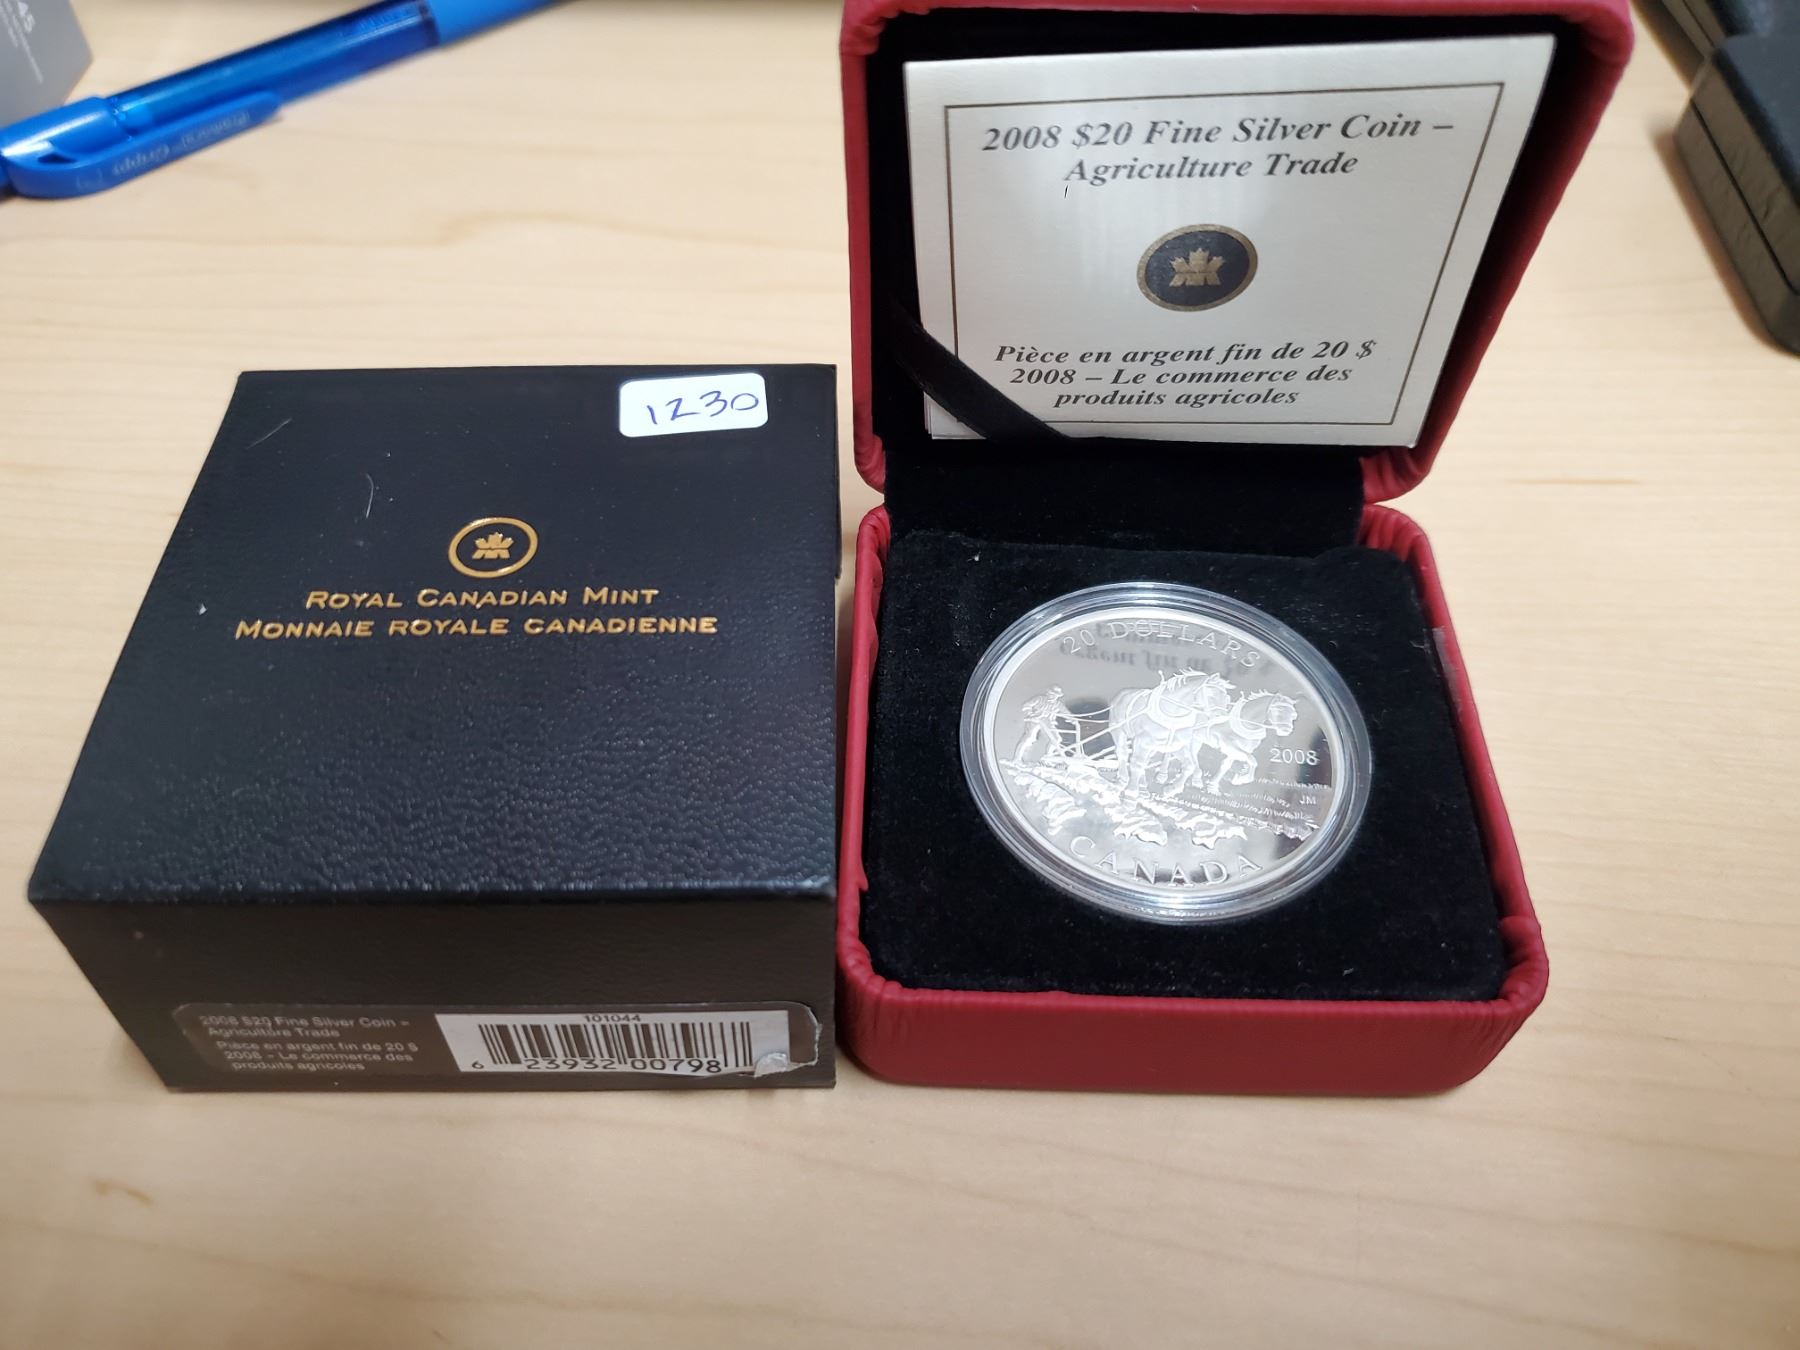 45
1230
ROYAL CANADIAN MINT
MONNAIE ROYALE CANADIENNE
2008 $20 Fine Silver Coin –
Agriculture Trade
Pièce en argent fin de 20 $
2008 – Le commerce des
produits agricoles
101044
6 23932 00798
2008 $20 Fine Silver Coin –
Agriculture Trade
Pièce en argent fin de 20 $
2008 – Le commerce des
produits agricoles
20 DOLLARS
2008
JM
CANADA